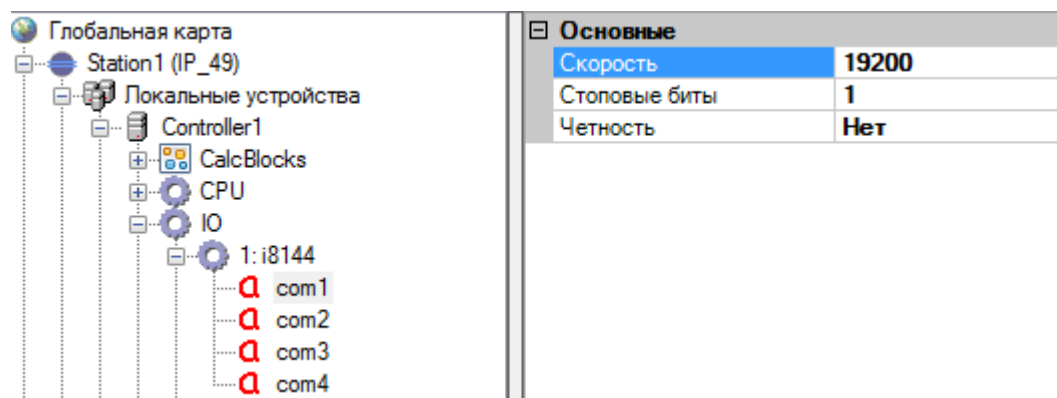 Глобальная карта
Station1 (IP_49)
Локальные устройства
Controller1
CalcBlocks
CPU
IO
1: i8144
com1
com2
com3
com4
Основные
Скорость 19200
Стоповые биты 1
Четность Нет